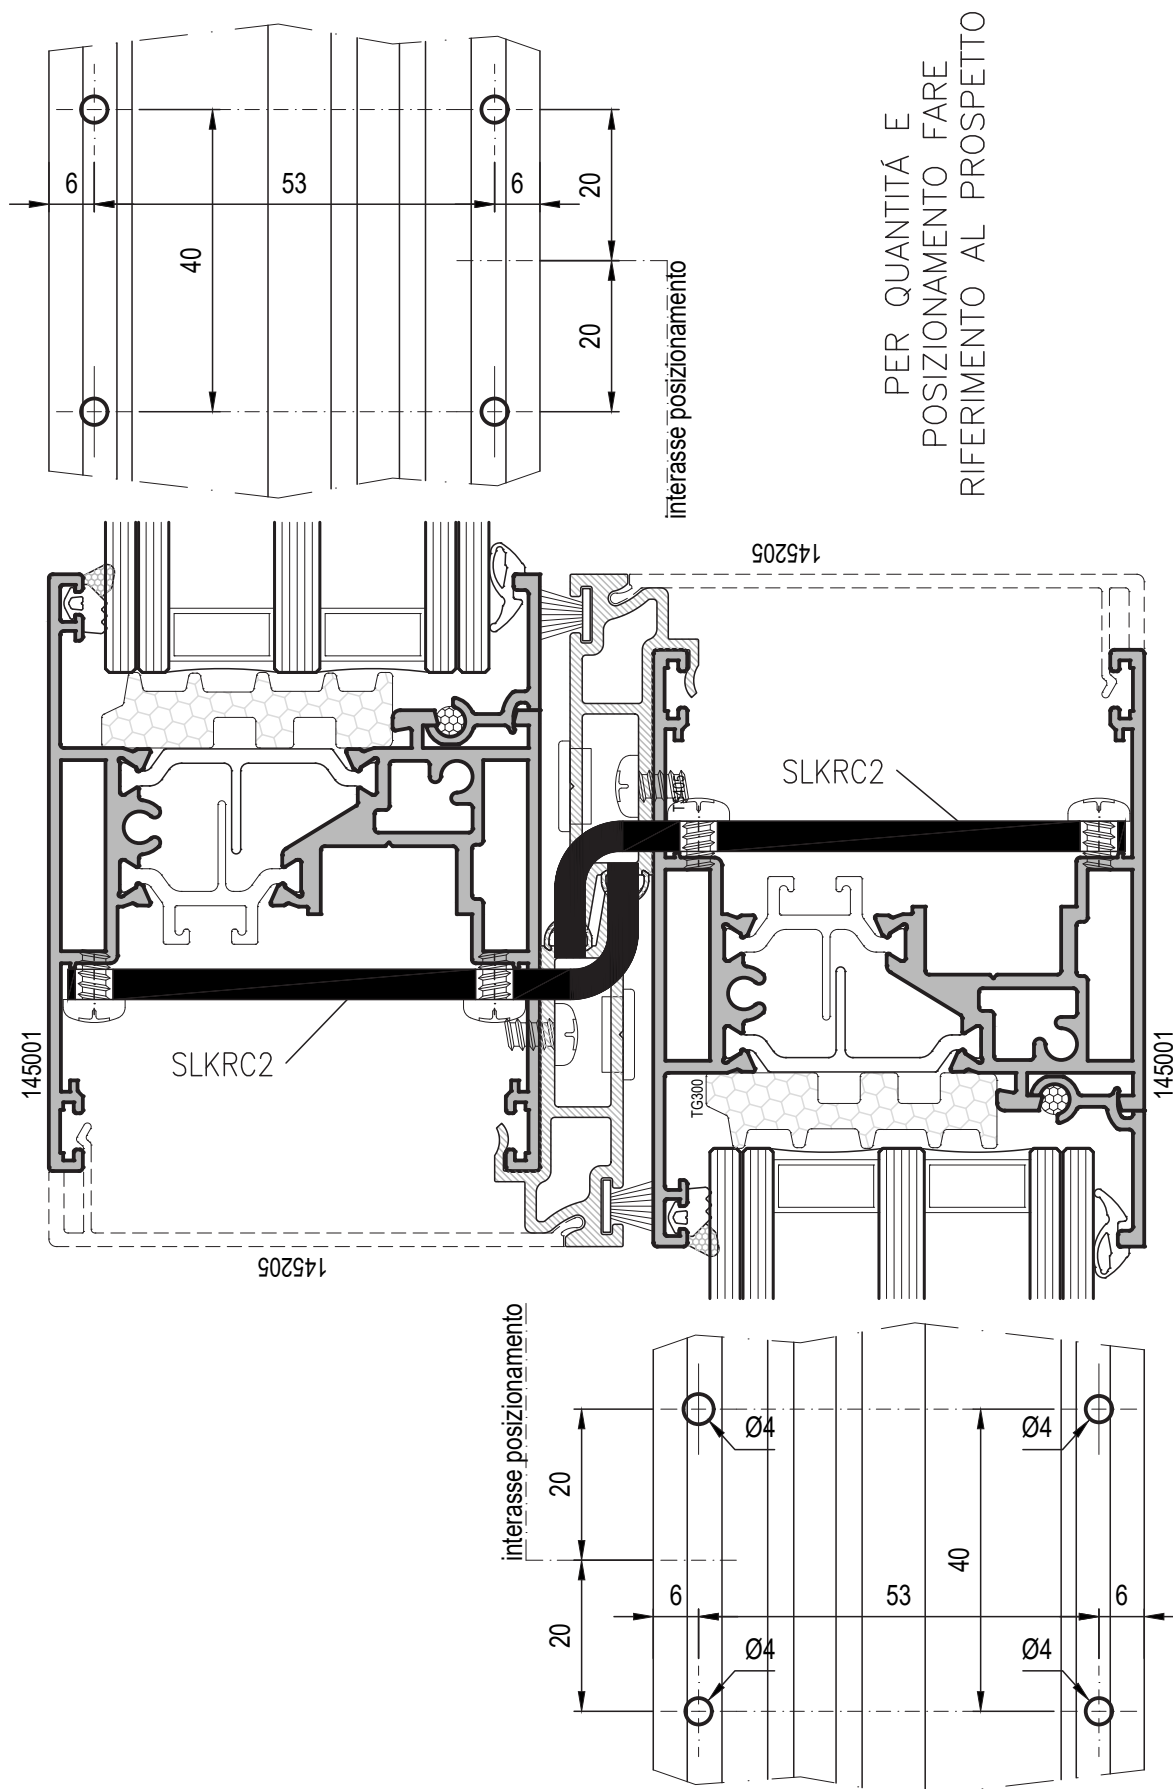 6
53
6
40
20
20
interasse posizionamento
PER QUANTITÁ E
POSIZIONAMENTO FARE
RIFERIMENTO AL PROSPETTO
145205
SLKRC2
145001
SLKRC2
TG300
145001
145205
interasse posizionamento
20
20
Ø4
Ø4
40
6
53
6
Ø4
Ø4